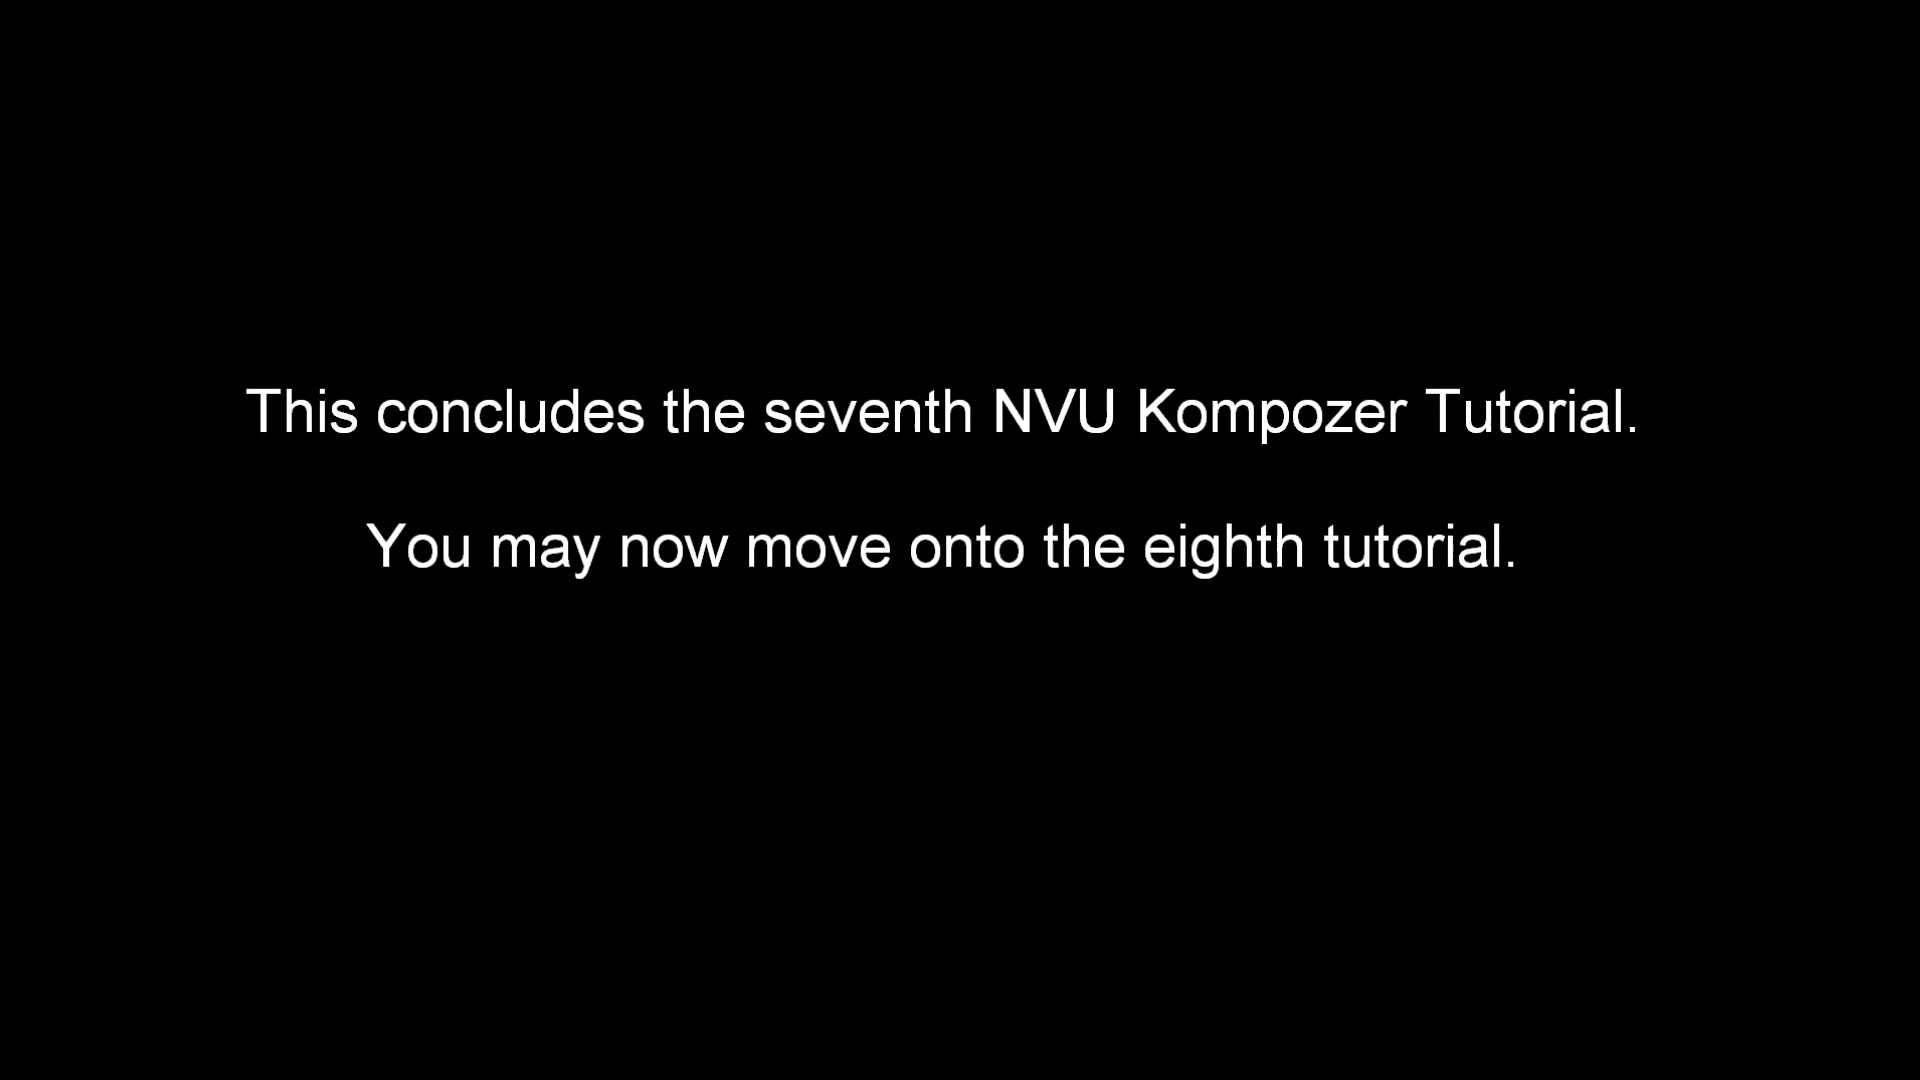 This concludes the seventh NVU Kompozer Tutorial.
You may now move onto the eighth tutorial.